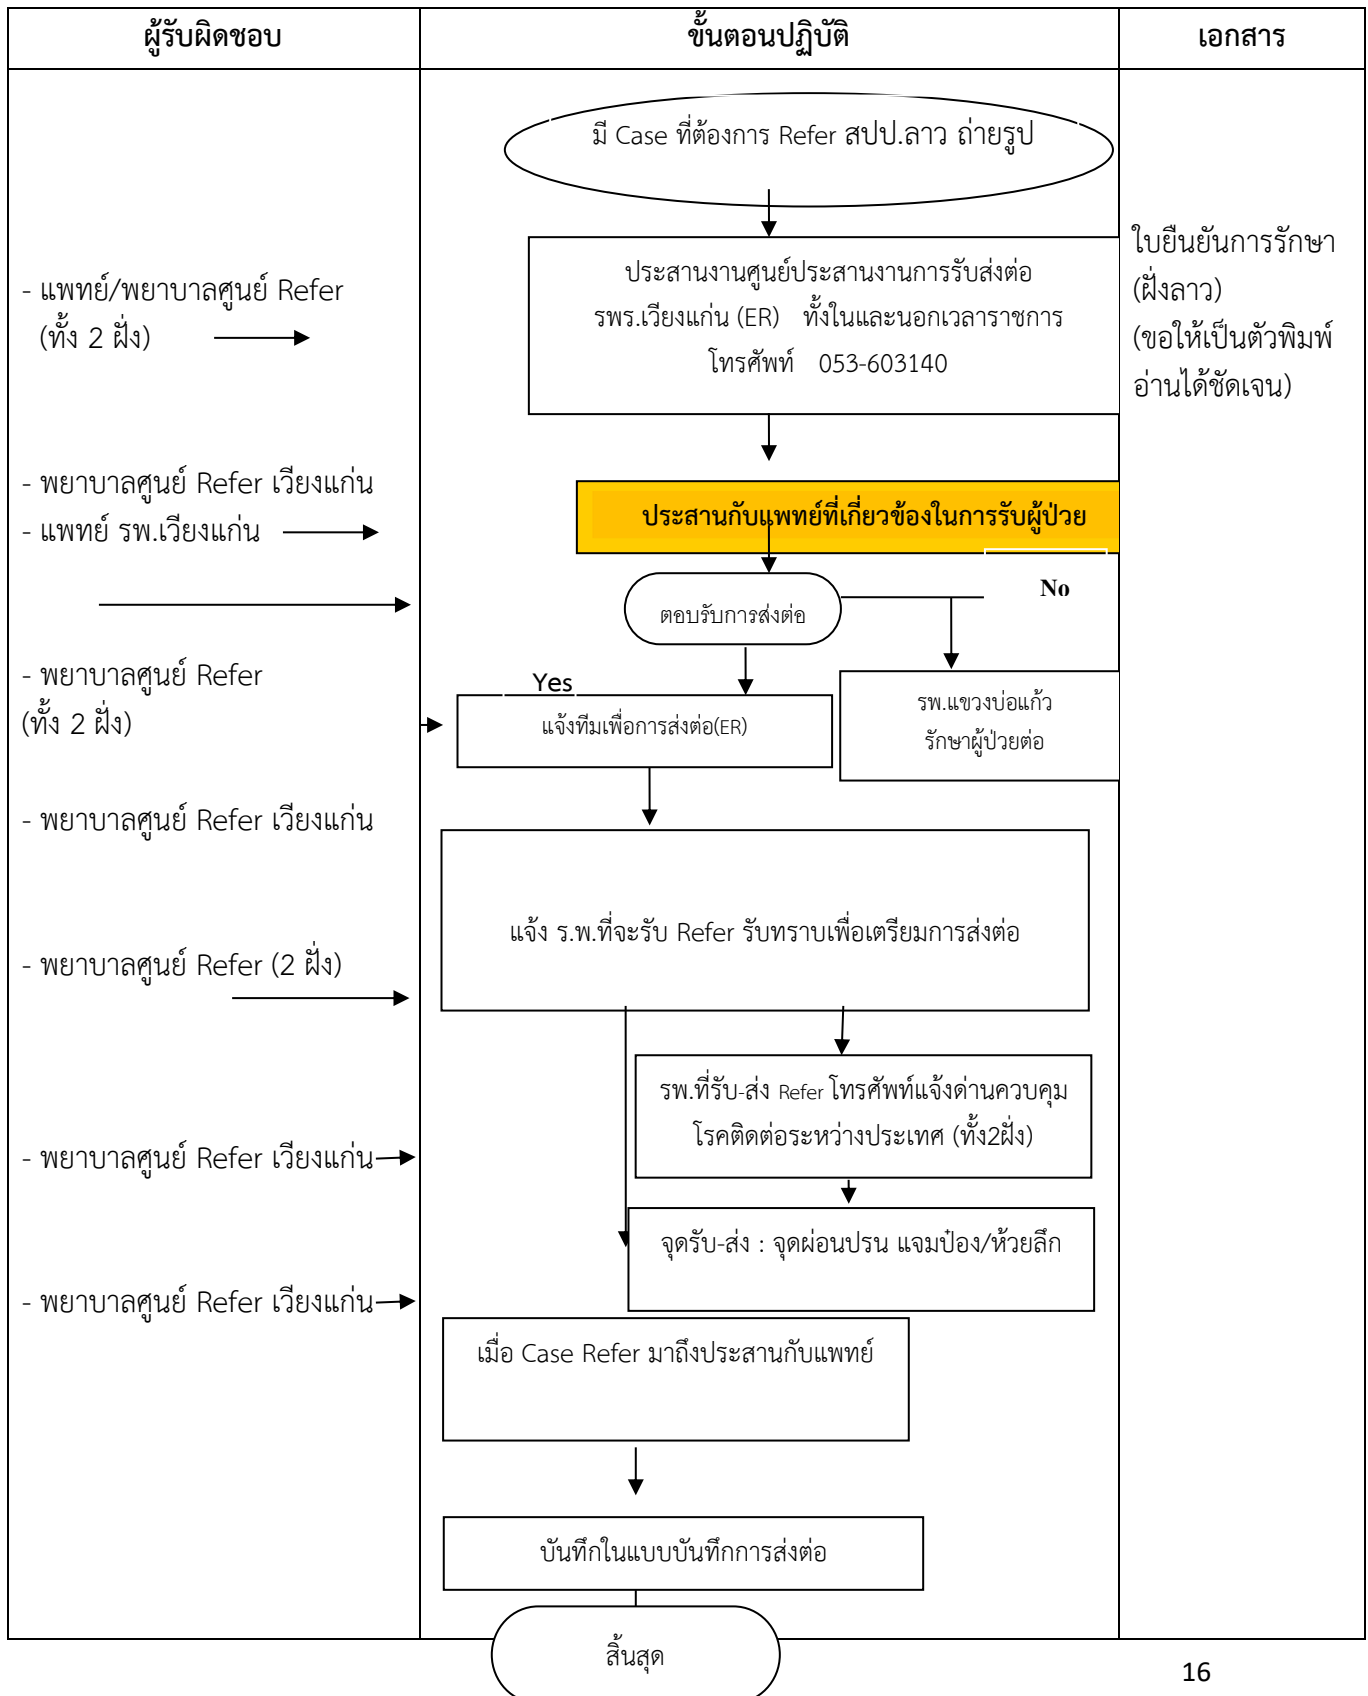 ผู้รับผิดชอบ
ขั้นตอนปฏิบัติ
เอกสาร
มี Case ที่ต้องการ Refer สปป.ลาว ถ่ายรูป
- แพทย์/พยาบาลศูนย์ Refer
(ทั้ง 2 ฝั่ง)
ประสานงานศูนย์ประสานงานการรับส่งต่อ
รพร.เวียงแก่น (ER) ทั้งในและนอกเวลาราชการ
โทรศัพท์ 053-603140
ใบยืนยันการรักษา
(ฝั่งลาว)
(ขอให้เป็นตัวพิมพ์
อ่านได้ชัดเจน)
- พยาบาลศูนย์ Refer เวียงแก่น
- แพทย์ รพ.เวียงแก่น
ประสานกับแพทย์ที่เกี่ยวข้องในการรับผู้ป่วย
No
ตอบรับการส่งต่อ
- พยาบาลศูนย์ Refer
(ทั้ง 2 ฝั่ง)
Yes
แจ้งทีมเพื่อการส่งต่อ(ER)
รพ.แขวงบ่อแก้ว
รักษาผู้ป่วยต่อ
- พยาบาลศูนย์ Refer เวียงแก่น
แจ้ง ร.พ.ที่จะรับ Refer รับทราบเพื่อเตรียมการส่งต่อ
- พยาบาลศูนย์ Refer (2 ฝั่ง)
รพ.ที่รับ-ส่ง Refer โทรศัพท์แจ้งด่านควบคุม
โรคติดต่อระหว่างประเทศ (ทั้ง2ฝั่ง)
- พยาบาลศูนย์ Refer เวียงแก่น
จุดรับ-ส่ง : จุดผ่อนปรน แจมป๋อง/ห้วยลึก
- พยาบาลศูนย์ Refer เวียงแก่น
เมื่อ Case Refer มาถึงประสานกับแพทย์
บันทึกในแบบบันทึกการส่งต่อ
สิ้นสุด
16